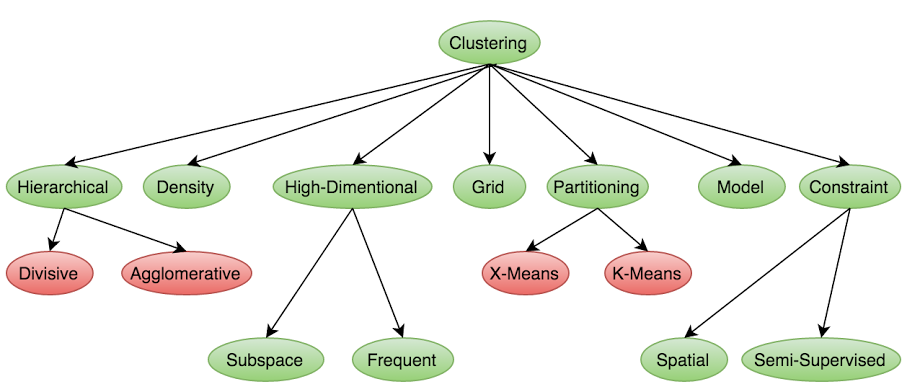 Clustering
Hierarchical
Density
High-Dimentional
Grid
Partitioning
Model
Constraint
Divisive
Agglomerative
X-Means
K-Means
Subspace
Frequent
Spatial
Semi-Supervised